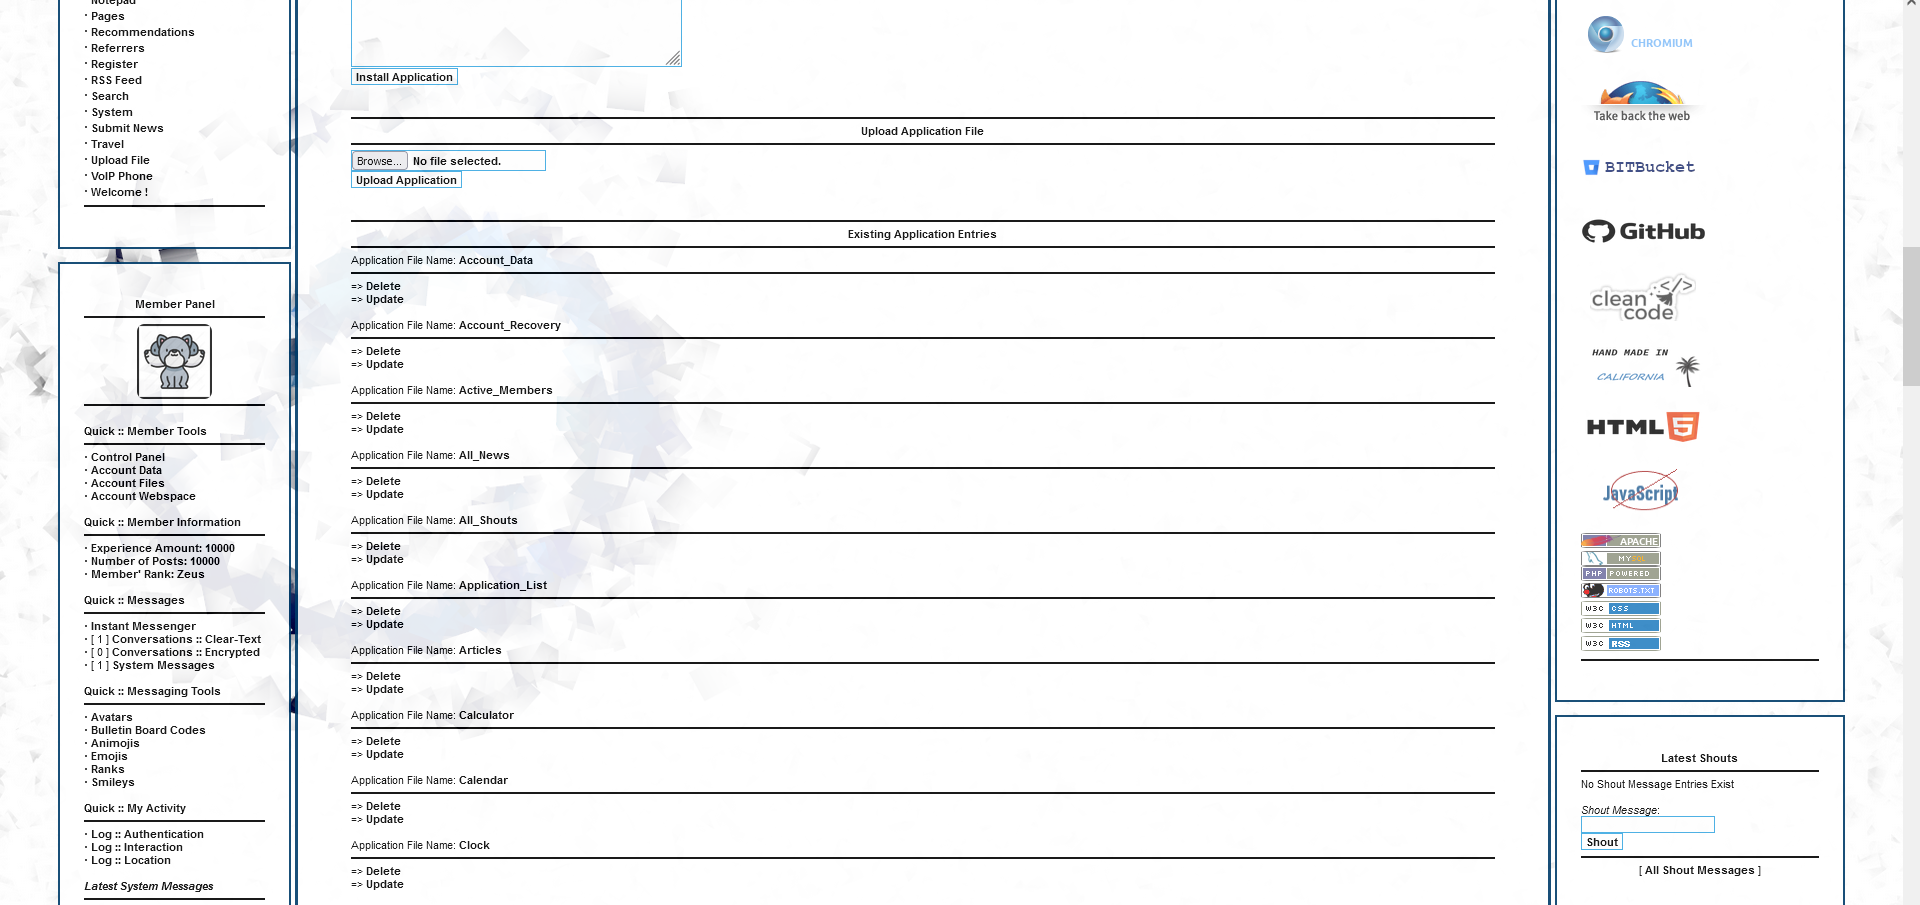 Notepad
· Pages
· Recommendations
· Referrers
· Register
· RSS Feed
· Search
· System
· Submit News
· Travel
· Upload File
· VoIP Phone
· Welcome !
Member Panel
Quick :: Member Tools
· Control Panel
· Account Data
· Account Files
· Account Webspace
Quick :: Member Information
· Experience Amount: 10000
· Number of Posts: 10000
· Member' Rank: Zeus
Quick :: Messages
· Instant Messenger
· [ 1 ] Conversations :: Clear-Text
· [ 0 ] Conversations :: Encrypted
· [ 1 ] System Messages
Quick :: Messaging Tools
· Avatars
· Bulletin Board Codes
· Animojis
· Emojis
· Ranks
· Smileys
Quick :: My Activity
· Log :: Authentication
· Log :: Interaction
· Log :: Location
Latest System Messages
Install Application
Upload Application File
Browse... No file selected.
Upload Application
Existing Application Entries
Application File Name: Account_Data
=> Delete
=> Update
Application File Name: Account_Recovery
=> Delete
=> Update
Application File Name: Active_Members
=> Delete
=> Update
Application File Name: All_News
=> Delete
=> Update
Application File Name: All_Shouts
=> Delete
=> Update
Application File Name: Application_List
=> Delete
=> Update
Application File Name: Articles
=> Delete
=> Update
Application File Name: Calculator
=> Delete
=> Update
Application File Name: Calendar
=> Delete
=> Update
Application File Name: Clock
=> Delete
=> Update
CHROMIUM
Take back the web
BITBucket
GitHub
clean </>
code
HAND MADE IN
CALIFORNIA
HTML 5
JavaScript
APACHE
MYSQL
PHP POWERED
ROBOTS.TXT
W3C CSS
W3C HTML
W3C RSS
Latest Shouts
No Shout Message Entries Exist
Shout Message:
Shout
[ All Shout Messages ]